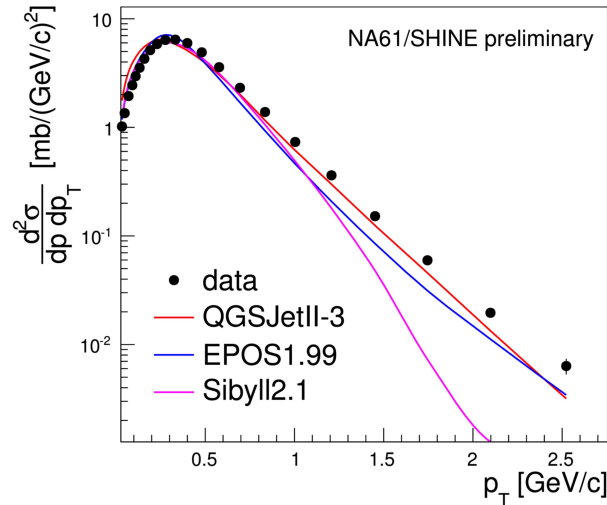 NA61/SHINE preliminary
10
1
10⁻¹
10⁻²
d²σ
dp dp_T
[mb/(GeV/c)²]
data
QGSJetII-3
EPOS1.99
Sibyll2.1
0.5 1 1.5 2 2.5
p_T [GeV/c]